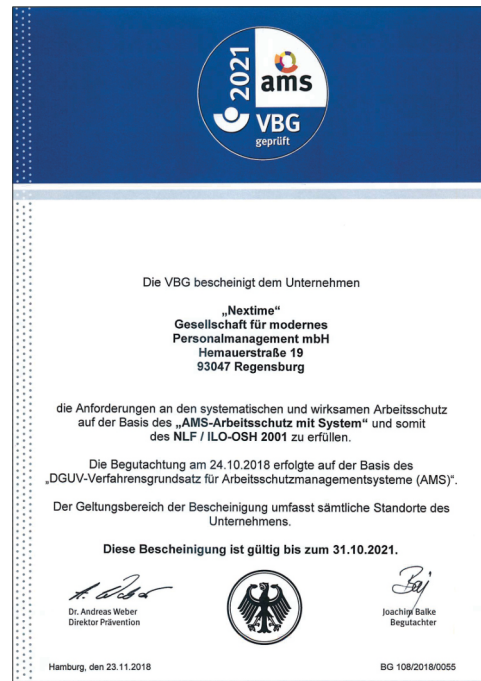 2021
ams
VBG
geprüft
Die VBG bescheinigt dem Unternehmen
„Nextime“
Gesellschaft für modernes
Personalmanagement mbH
Hemauerstraße 19
93047 Regensburg
die Anforderungen an den systematischen und wirksamen Arbeitsschutz
auf der Basis des „AMS-Arbeitsschutz mit System“ und somit
des NLF / ILO-OSH 2001 zu erfüllen.
Die Begutachtung am 24.10.2018 erfolgte auf der Basis des
„DGUV-Verfahrensgrundsatz für Arbeitsschutzmanagementsysteme (AMS)“.
Der Geltungsbereich der Bescheinigung umfasst sämtliche Standorte des
Unternehmens.
Diese Bescheinigung ist gültig bis zum 31.10.2021.
A. Weber
Dr. Andreas Weber
Direktor Prävention
Joachim Balke
Begutachter
Hamburg, den 23.11.2018
BG 108/2018/0055